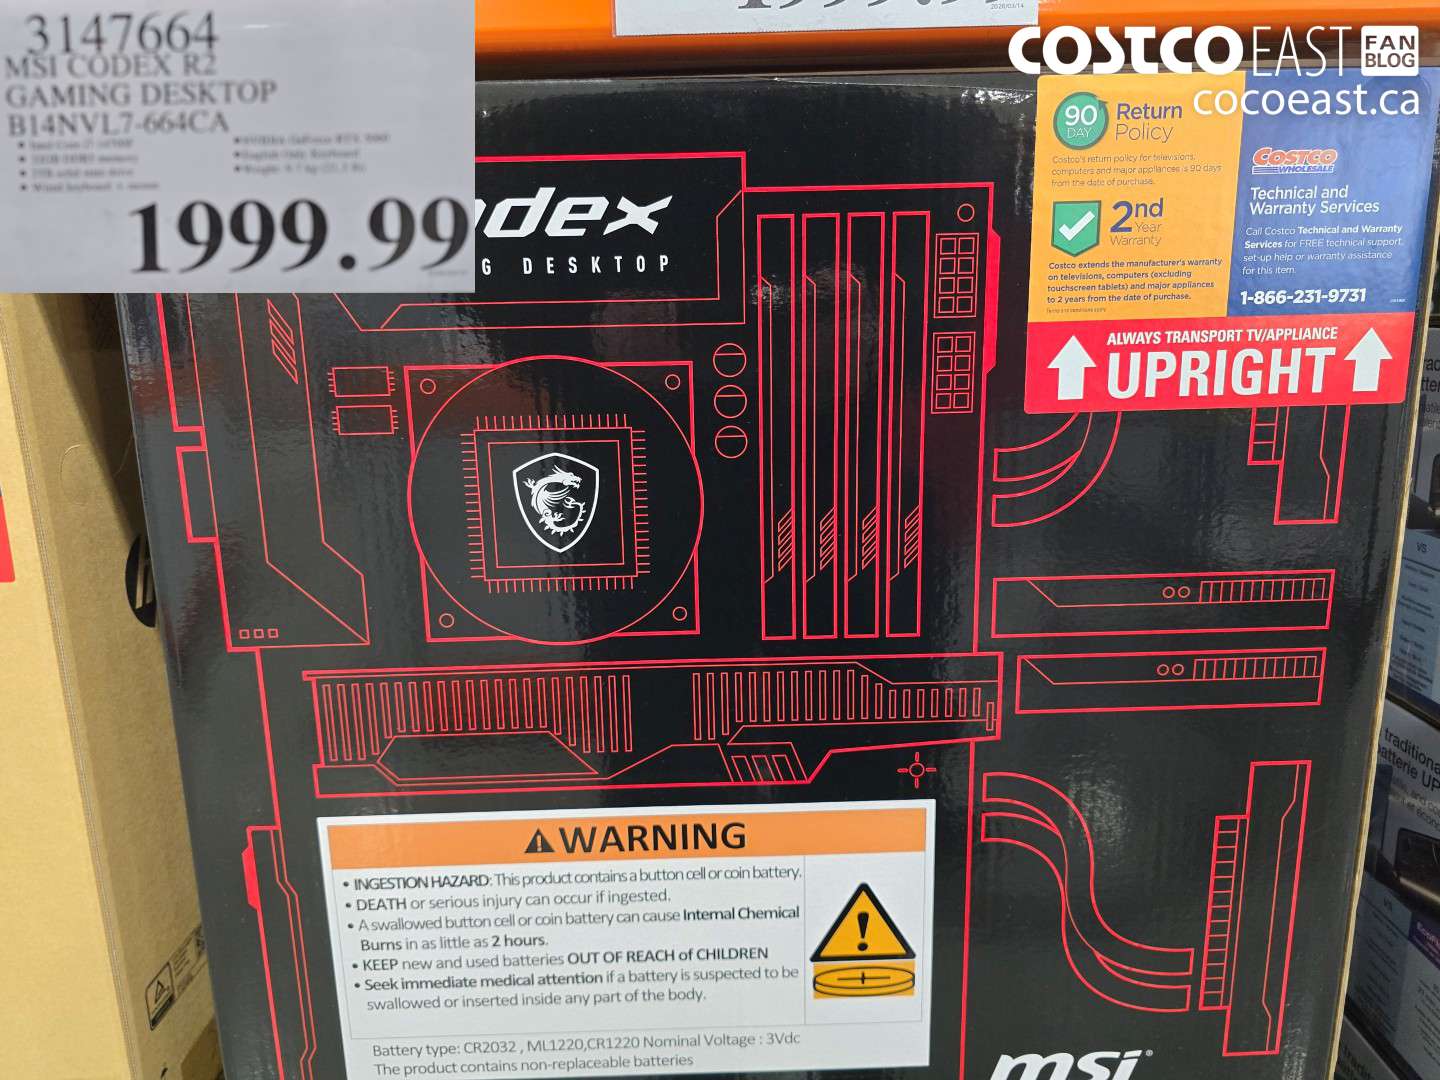 1999.99
2026/03/14
COSTCO EAST FAN BLOG
cocoeast.ca
3147664
MSI CODEX R2
GAMING DESKTOP
B14NVL7-664CA
1999.99
dex
G DESKTOP
90 DAY Return Policy
Costco's return policy for televisions,
computers and major appliances is 90 days
from the date of purchase.
2nd
Year
Warranty
Costco extends the manufacturer's warranty
on televisions, computers (excluding
touchscreen tablets) and major appliances
to 2 years from the date of purchase.
COSTCO
WHOLESALE
Technical and
Warranty Services
Call Costco Technical and Warranty
Services for FREE technical support,
set-up help or warranty assistance
for this item.
1-866-231-9731
ALWAYS TRANSPORT TV/APPLIANCE
UPRIGHT
WARNING
• INGESTION HAZARD: This product contains a button cell or coin battery.
• DEATH or serious injury can occur if ingested.
• A swallowed button cell or coin battery can cause Internal Chemical
Burns in as little as 2 hours.
• KEEP new and used batteries OUT OF REACH of CHILDREN
• Seek immediate medical attention if a battery is suspected to be
swallowed or inserted inside any part of the body.
Battery type: CR2032 , ML1220,CR1220 Nominal Voltage : 3Vdc
The product contains non-replaceable batteries
msi
VS
traditiona
batterie UP